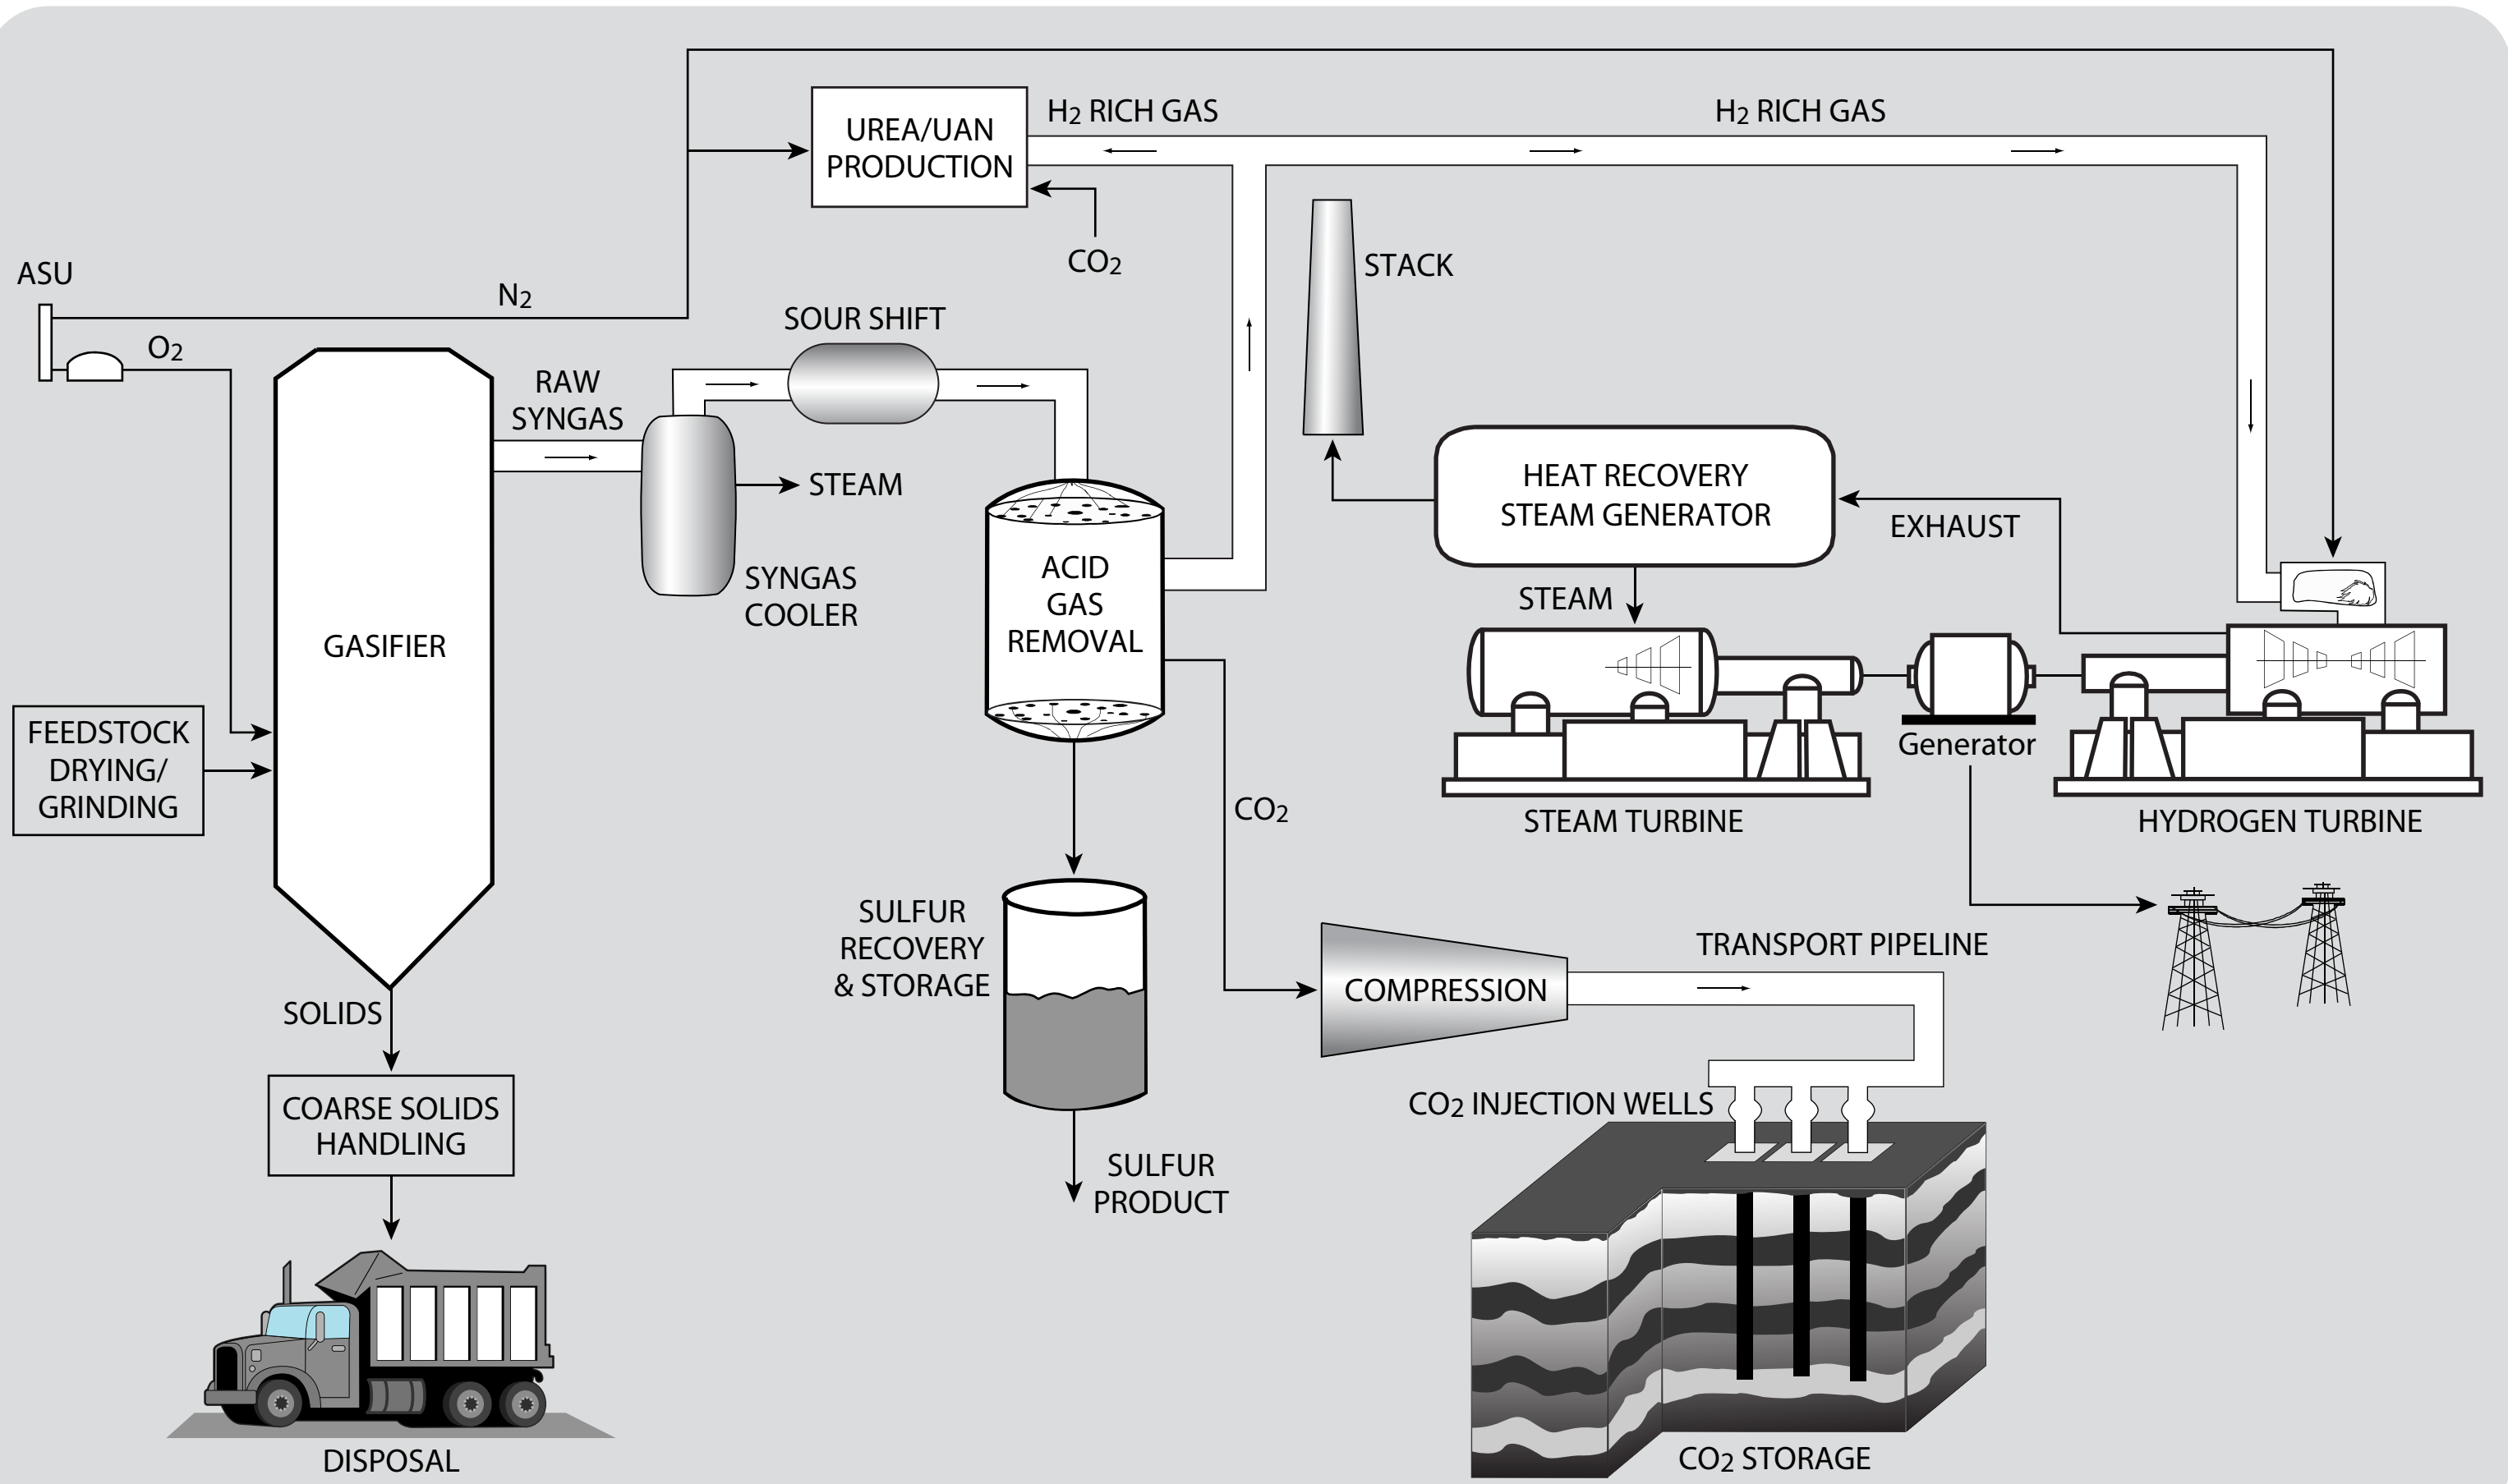 H2 RICH GAS
H2 RICH GAS
UREA/UAN
PRODUCTION
CO2
ASU
N2
O2
STACK
SOUR SHIFT
RAW
SYNGAS
STEAM
SYNGAS
COOLER
HEAT RECOVERY
STEAM GENERATOR
EXHAUST
STEAM
ACID
GAS
REMOVAL
GASIFIER
FEEDSTOCK
DRYING/
GRINDING
Generator
STEAM TURBINE
HYDROGEN TURBINE
CO2
SULFUR
RECOVERY
& STORAGE
TRANSPORT PIPELINE
COMPRESSION
SOLIDS
COARSE SOLIDS
HANDLING
CO2 INJECTION WELLS
SULFUR
PRODUCT
DISPOSAL
CO2 STORAGE